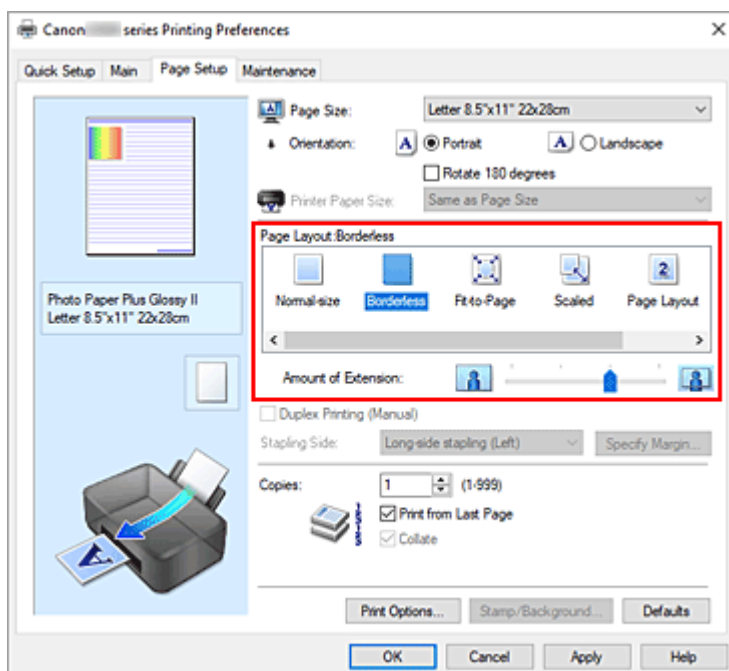 Canon series Printing Preferences
Quick Setup Main Page Setup Maintenance
Page Size: Letter 8.5"x11" 22x28cm
Orientation: A Portrait A Landscape
Rotate 180 degrees
Printer Paper Size: Same as Page Size
Page Layout:Borderless
Normal-size Borderless Fit-to-Page Scaled 2 Page Layout
Photo Paper Plus Glossy II
Letter 8.5"x11" 22x28cm
Amount of Extension:
Duplex Printing (Manual)
Stapling Side: Long-side stapling (Left) Specify Margin...
Copies: 1 (1-999)
Print from Last Page
Collate
Print Options... Stamp/Background... Defaults
OK Cancel Apply Help